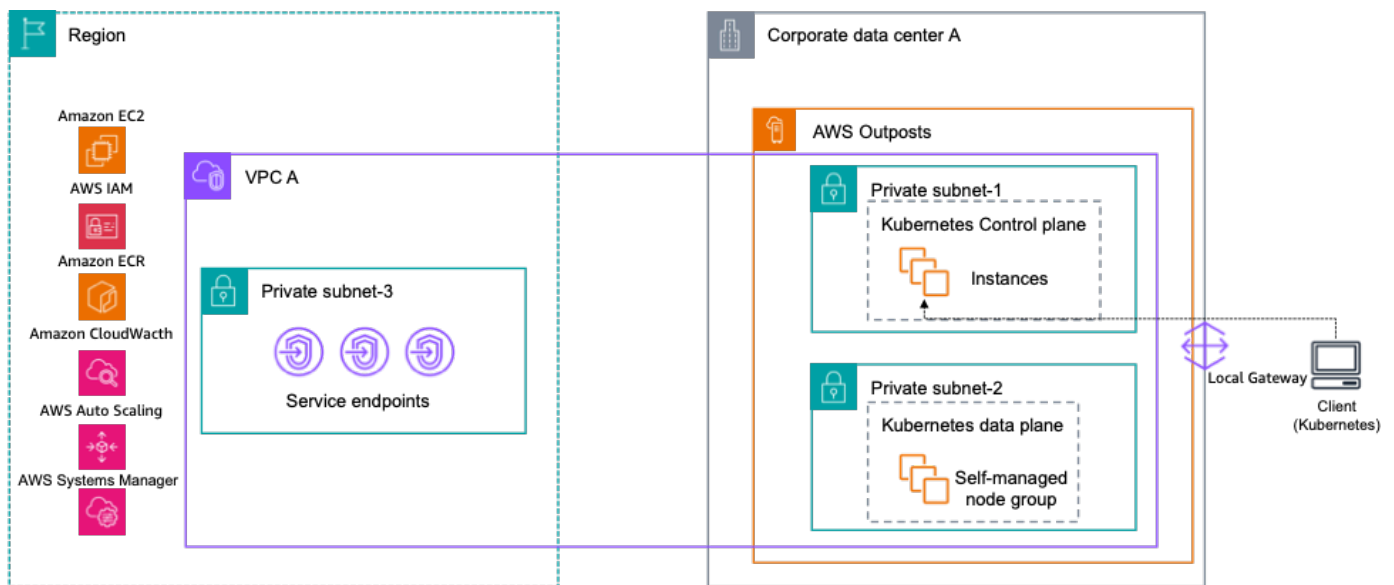 Region
Corporate data center A
Amazon EC2
AWS Outposts
VPC A
AWS IAM
Private subnet-1
Kubernetes Control plane
Amazon ECR
Instances
Private subnet-3
Amazon CloudWacth
Service endpoints
Private subnet-2
Local Gateway
Client
(Kubernetes)
AWS Auto Scaling
Kubernetes data plane
AWS Systems Manager
Self-managed
node group